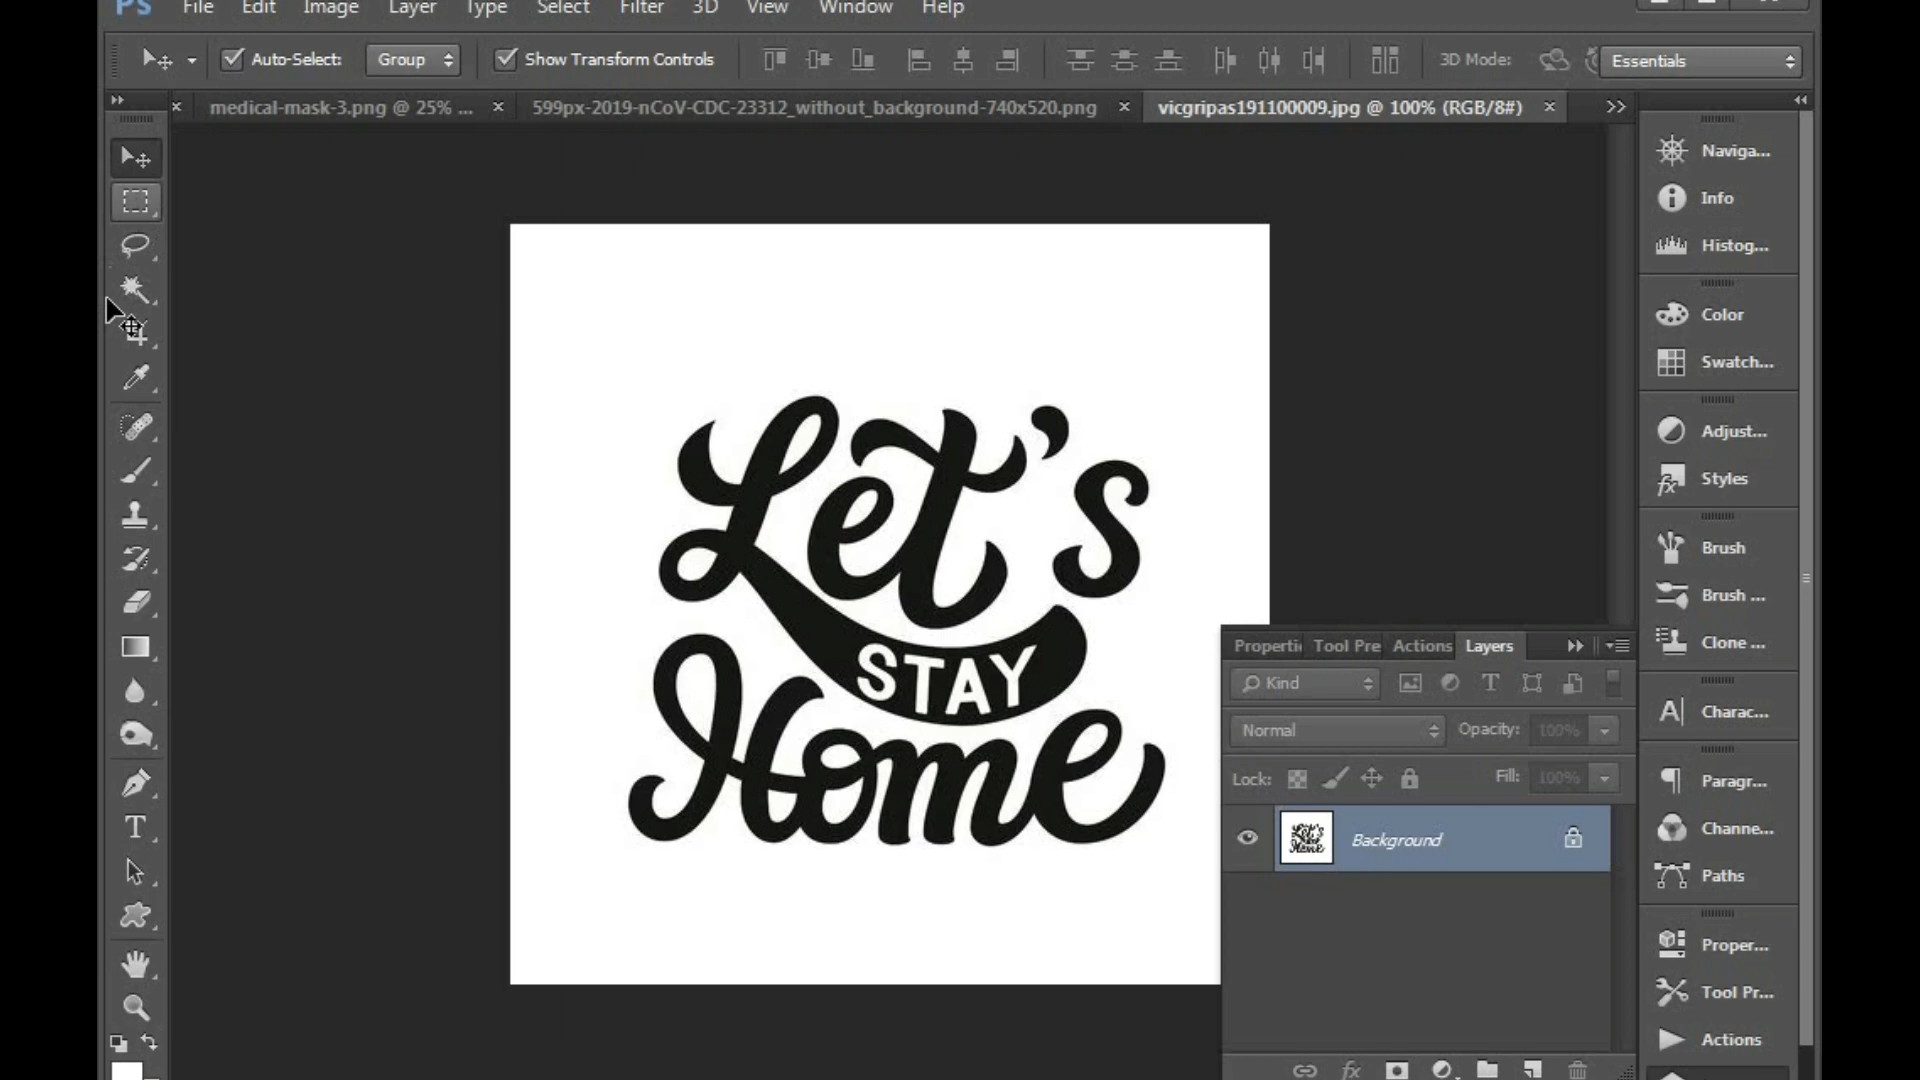 Ps File Edit Image Layer Type Select Filter 3D View Window Help
Auto-Select: Group Show Transform Controls 3D Mode: Essentials
medical-mask-3.png @ 25% ... 599px-2019-nCoV-CDC-23312_without_background-740x520.png vicgripas191100009.jpg @ 100% (RGB/8#)
Naviga...
Info
Histog...
Color
Swatch...
Adjust...
Styles
Brush
Brush ...
Clone ...
Charac...
Paragr...
Channe...
Paths
Proper...
Tool Pr...
Actions
Let's
STAY
Home
Properti Tool Pre Actions Layers
Kind
Normal Opacity: 100%
Lock: Fill: 100%
Background